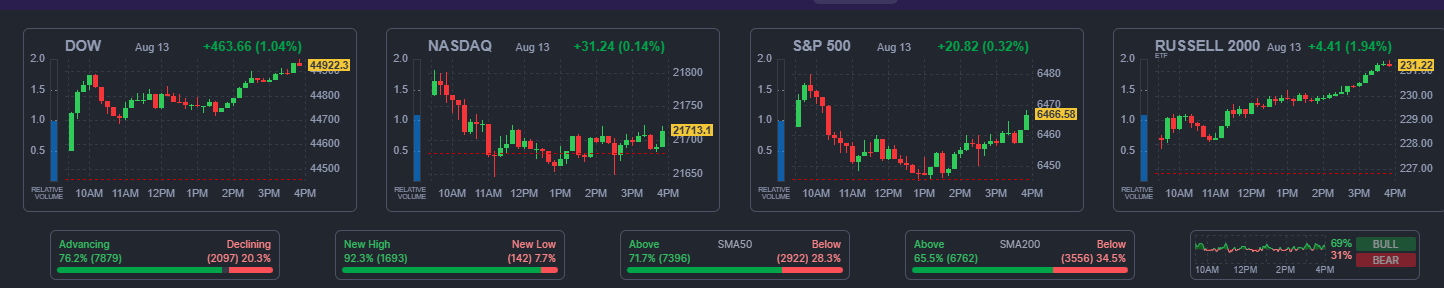 DOW Aug 13 +463.66 (1.04%)
2.0
1.5
1.0
0.5
44922.3
44900
44800
44700
44600
44500
RELATIVE
VOLUME
10AM 11AM 12PM 1PM 2PM 3PM 4PM
NASDAQ Aug 13 +31.24 (0.14%)
2.0
1.5
1.0
0.5
21800
21750
21713.1
21700
21650
RELATIVE
VOLUME
10AM 11AM 12PM 1PM 2PM 3PM 4PM
S&P 500 Aug 13 +20.82 (0.32%)
2.0
1.5
1.0
0.5
6480
6470
6466.58
6460
6450
RELATIVE
VOLUME
10AM 11AM 12PM 1PM 2PM 3PM 4PM
RUSSELL 2000 Aug 13 +4.41 (1.94%)
ETF
2.0
1.5
1.0
0.5
231.22
231.00
230.00
229.00
228.00
227.00
RELATIVE
VOLUME
10AM 11AM 12PM 1PM 2PM 3PM 4PM
Advancing Declining
76.2% (7879) (2097) 20.3%
New High New Low
92.3% (1693) (142) 7.7%
Above SMA50 Below
71.7% (7396) (2922) 28.3%
Above SMA200 Below
65.5% (6762) (3556) 34.5%
69% BULL
31% BEAR
10AM 12PM 2PM 4PM